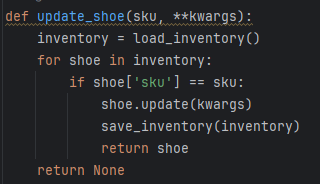 def update_shoe(sku, **kwargs):
    inventory = load_inventory()
    for shoe in inventory:
        if shoe['sku'] == sku:
            shoe.update(kwargs)
            save_inventory(inventory)
            return shoe
    return None